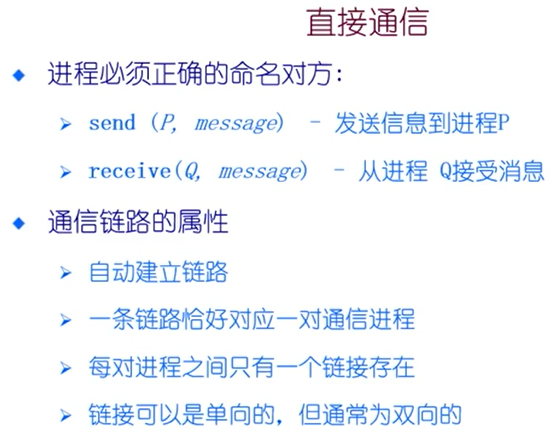 直接通信
进程必须正确的命名对方:
send (P, message) - 发送信息到进程P
receive(Q, message) - 从进程 Q接受消息
通信链路的属性
自动建立链路
一条链路恰好对应一对通信进程
每对进程之间只有一个链接存在
链接可以是单向的，但通常为双向的